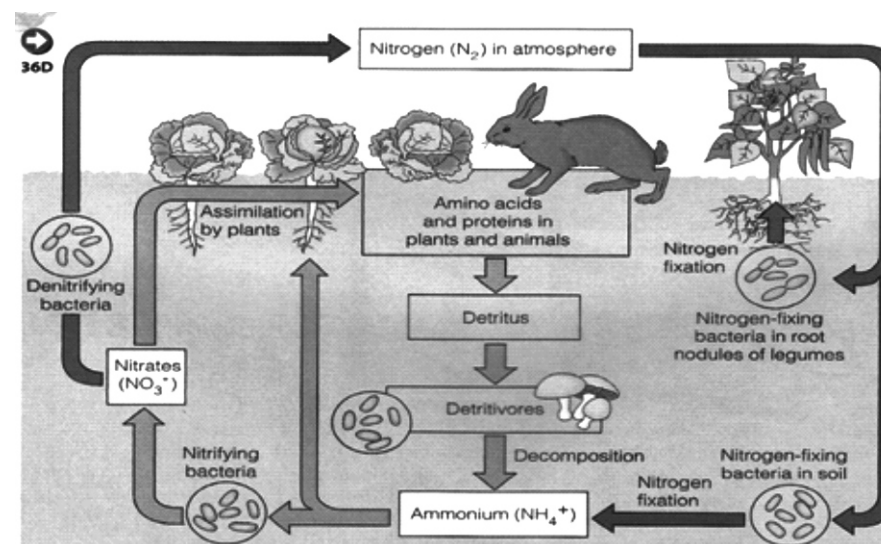 36D
Nitrogen (N₂) in atmosphere
Assimilation
by plants
Amino acids
and proteins in
plants and animals
Nitrogen
fixation
Denitrifying
bacteria
Detritus
Nitrogen-fixing
bacteria in root
nodules of legumes
Nitrates
(NO₃⁻)
Detritivores
Nitrifying
bacteria
Decomposition
Nitrogen-fixing
bacteria in soil
Nitrogen
fixation
Ammonium (NH₄⁺)